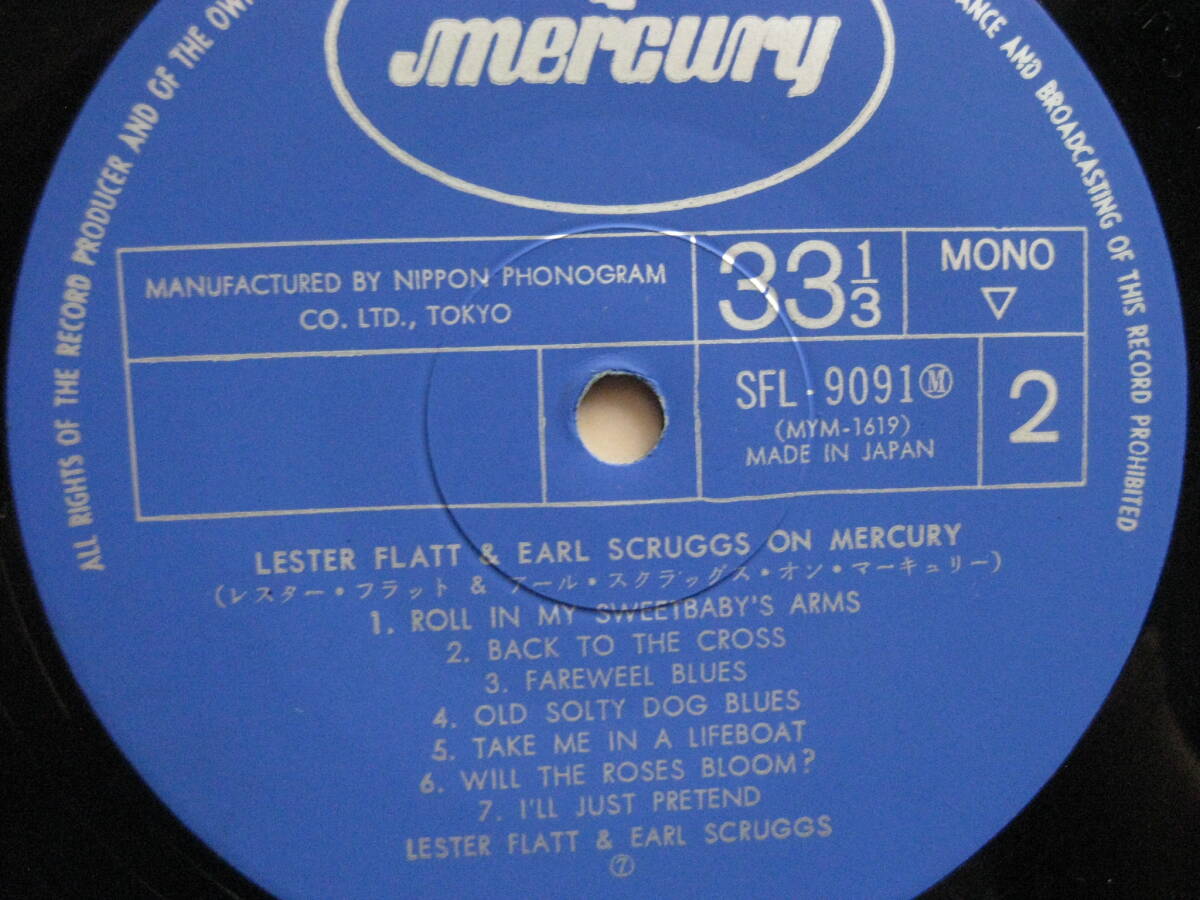 mercury
ALL RIGHTS OF THE RECORD PRODUCER AND OF THE
AND BROADCASTING OF THIS RECORD PROHIBITED
MANUFACTURED BY NIPPON PHONOGRAM
CO. LTD., TOKYO
33 1/3
MONO
▽
SFL-9091Ⓜ
(MYM-1619)
MADE IN JAPAN
2
LESTER FLATT & EARL SCRUGGS ON MERCURY
(レスター・フラット & アール・スクラッグス・オン・マーキュリー)
1. ROLL IN MY SWEETBABY'S ARMS
2. BACK TO THE CROSS
3. FAREWEEL BLUES
4. OLD SOLTY DOG BLUES
5. TAKE ME IN A LIFEBOAT
6. WILL THE ROSES BLOOM?
7. I'LL JUST PRETEND
LESTER FLATT & EARL SCRUGGS
⑦